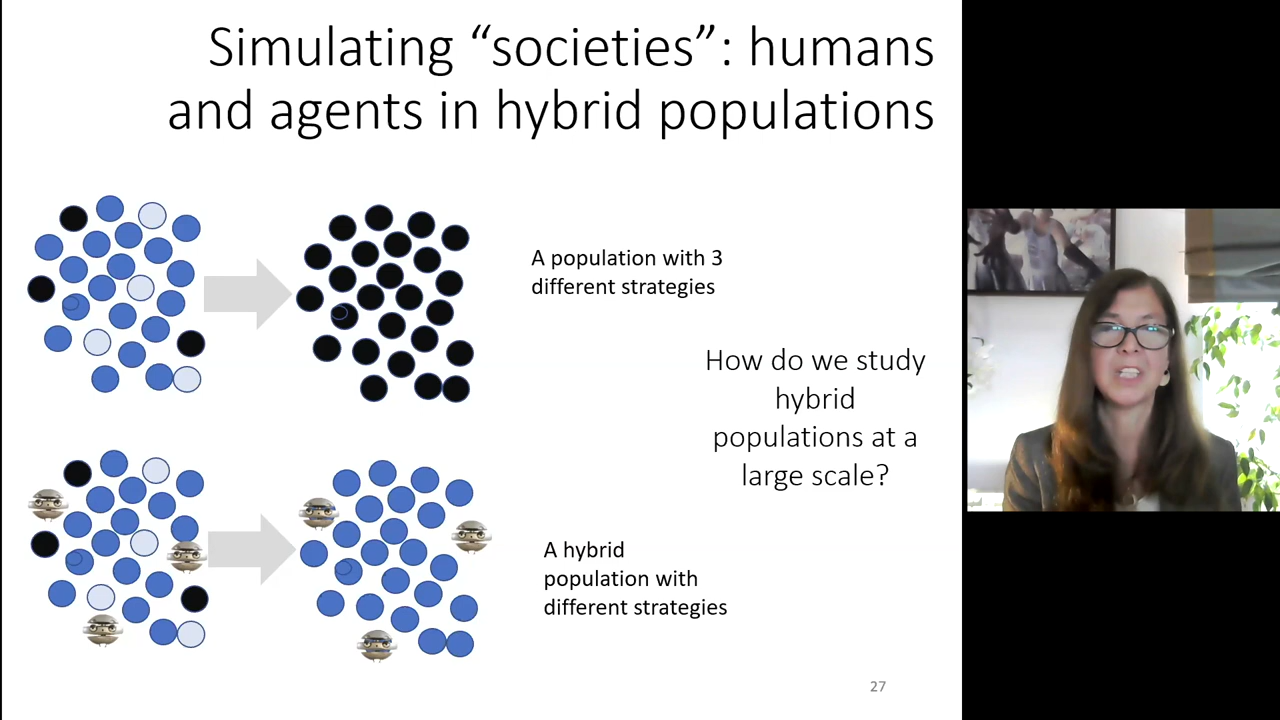 Simulating “societies”: humans
and agents in hybrid populations
A population with 3
different strategies
How do we study
hybrid
populations at a
large scale?
A hybrid
population with
different strategies
27